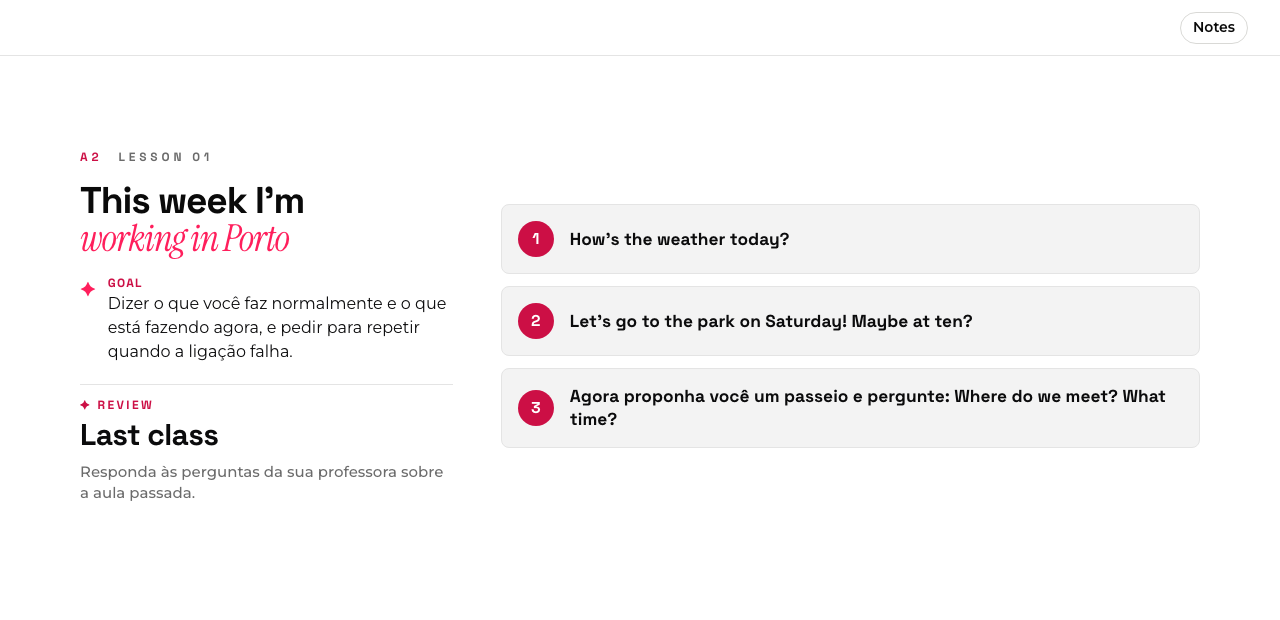 Notes
A2 LESSON 01
This week I’m
working in Porto
GOAL
Dizer o que você faz normalmente e o que
está fazendo agora, e pedir para repetir
quando a ligação falha.
REVIEW
Last class
Responda às perguntas da sua professora sobre
a aula passada.
1 How’s the weather today?
2 Let’s go to the park on Saturday! Maybe at ten?
3 Agora proponha você um passeio e pergunte: Where do we meet? What
time?